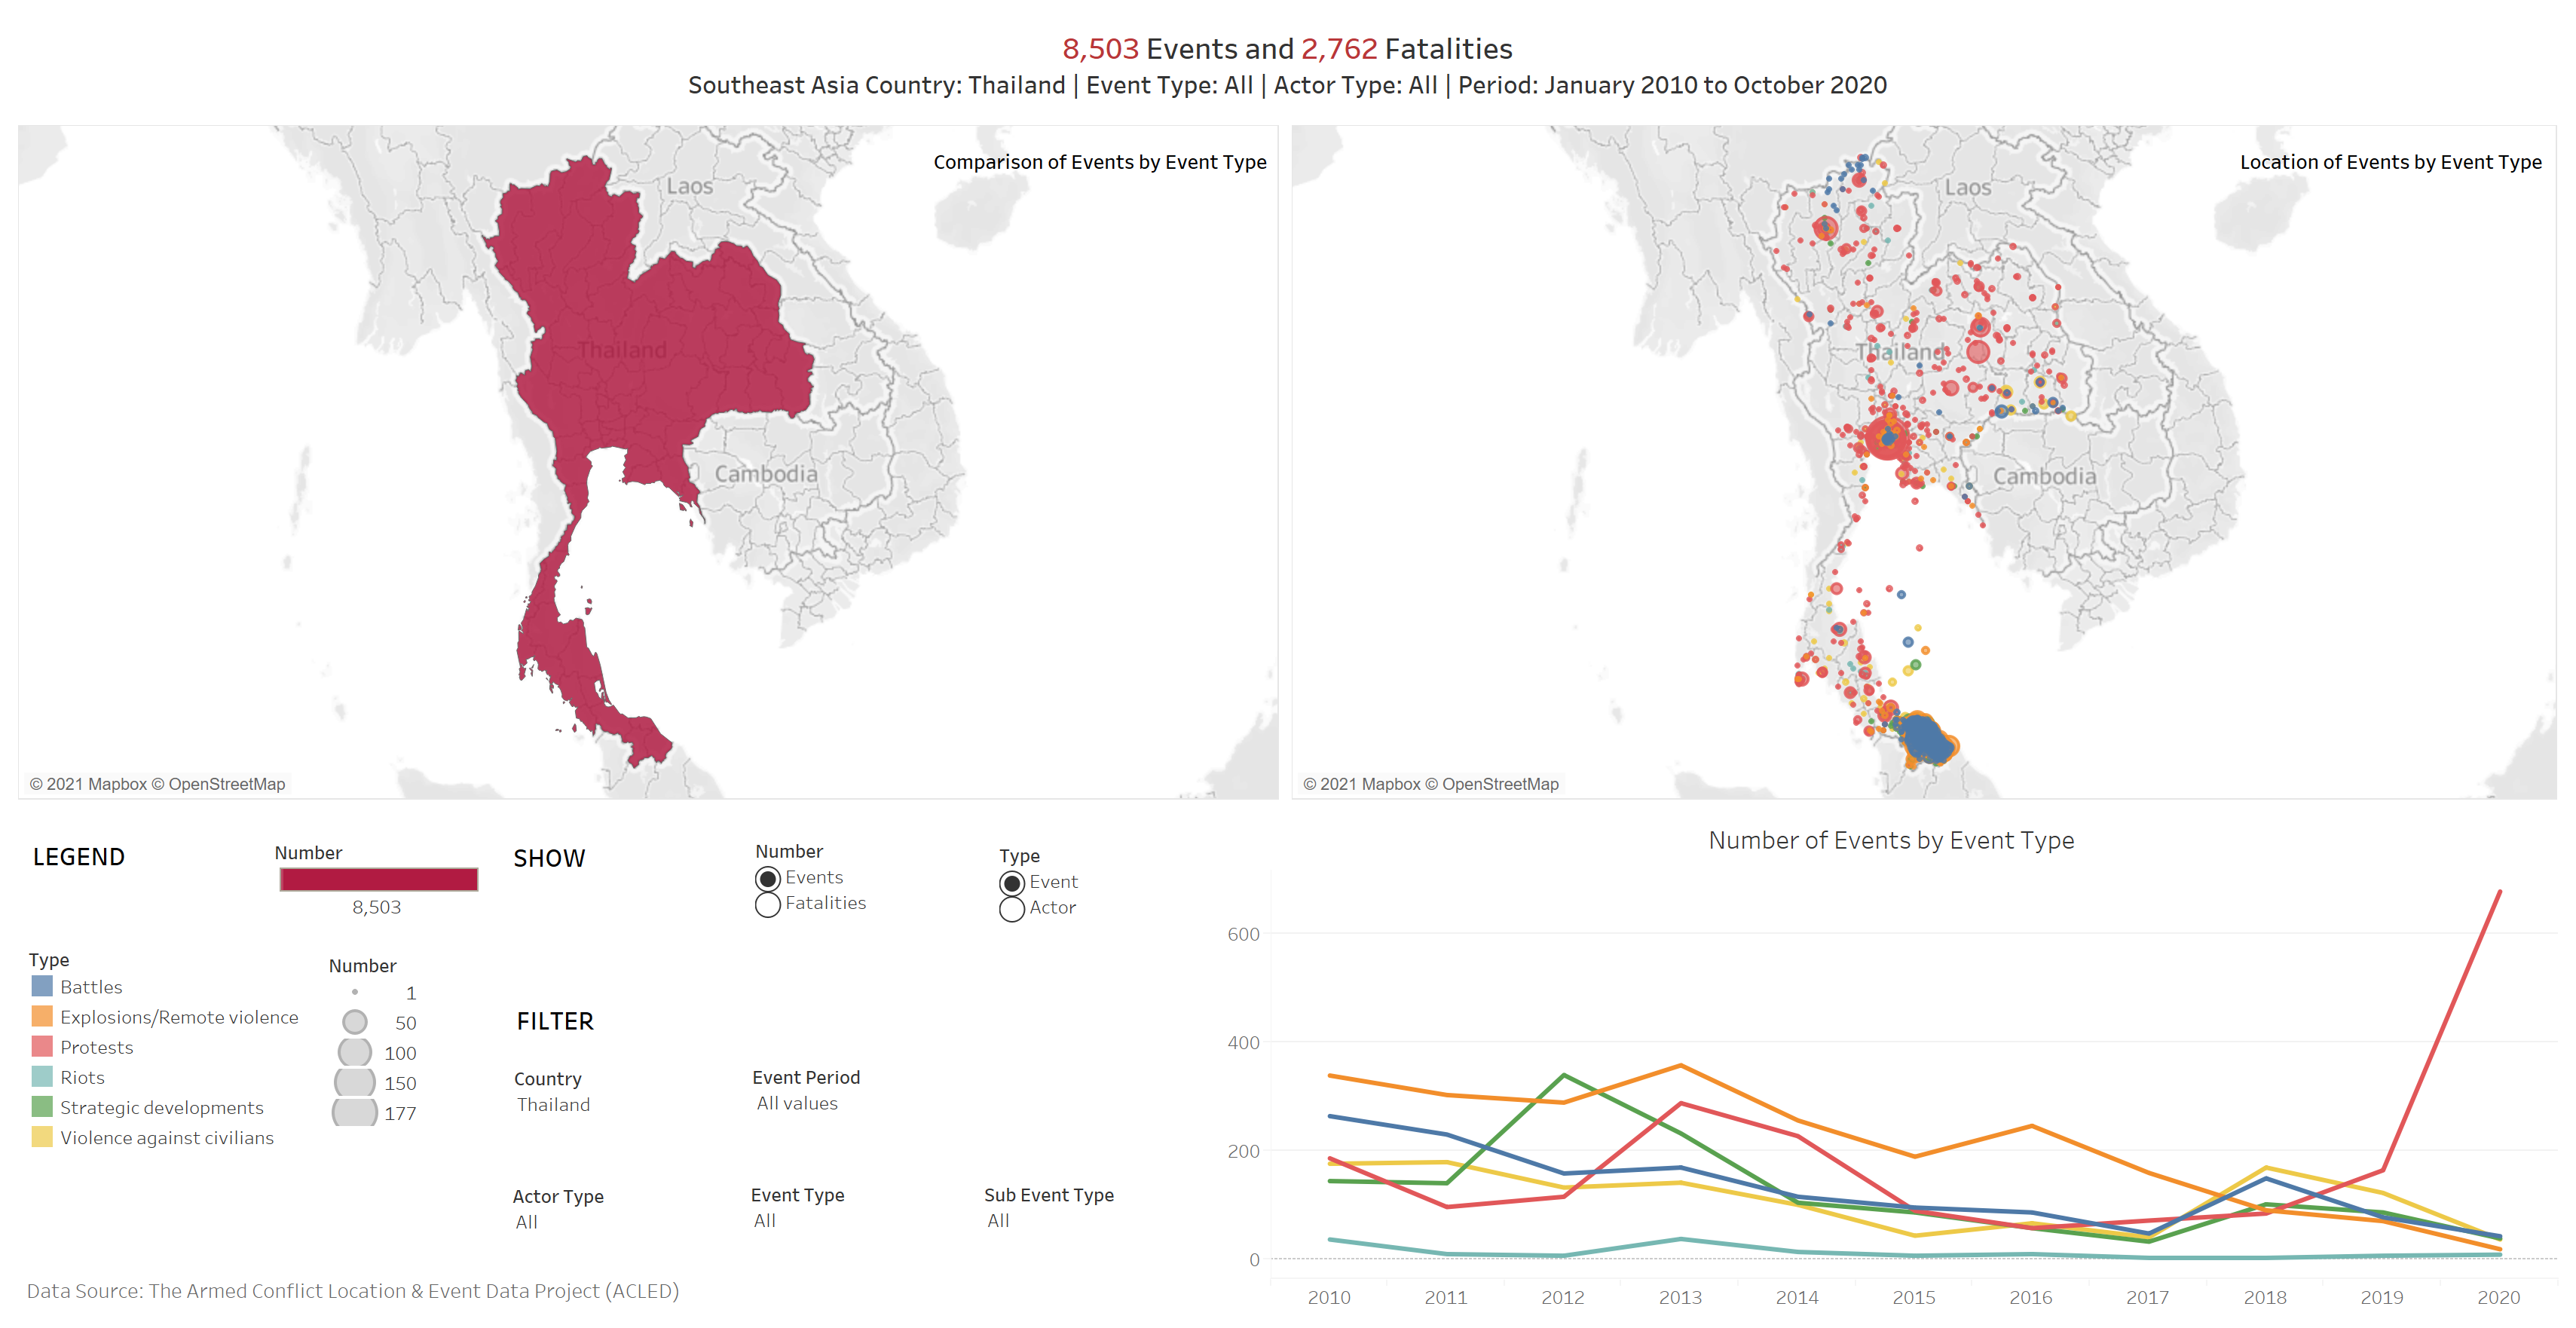 8,503 Events and 2,762 Fatalities
Southeast Asia Country: Thailand | Event Type: All | Actor Type: All | Period: January 2010 to October 2020
Comparison of Events by Event Type
Laos
Thailand
Cambodia
© 2021 Mapbox © OpenStreetMap
Location of Events by Event Type
Laos
Thailand
Cambodia
© 2021 Mapbox © OpenStreetMap
LEGEND
Number
8,503
Type
Battles
Explosions/Remote violence
Protests
Riots
Strategic developments
Violence against civilians
Number
1
50
100
150
177
SHOW
Number
Events
Fatalities
Type
Event
Actor
FILTER
Country
Thailand
Event Period
All values
Actor Type
All
Event Type
All
Sub Event Type
All
Data Source: The Armed Conflict Location & Event Data Project (ACLED)
Number of Events by Event Type
600
400
200
0
2010 2011 2012 2013 2014 2015 2016 2017 2018 2019 2020